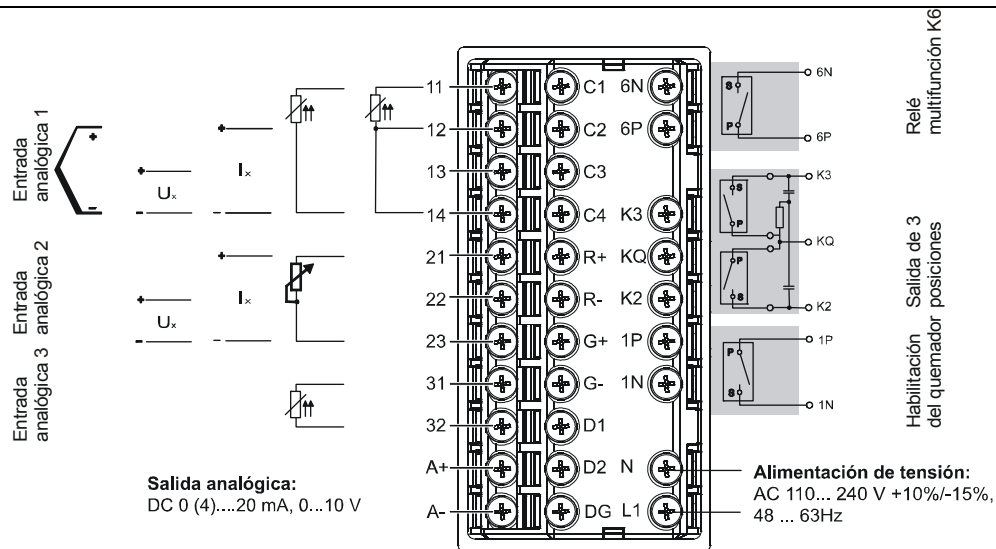 Entrada
analógica 1
Entrada
analógica 2
Entrada
analógica 3
+
-
+
-
Uₓ
+
-
Iₓ
+
-
Uₓ
+
-
Iₓ
11
12
13
14
21
22
23
31
32
A+
A-
C1
C2
C3
C4
R+
R-
G+
G-
D1
D2
DG
6N
6P
K3
KQ
K2
1P
1N
N
L1
S
P
6N
6P
S
P
P
S
K3
KQ
K2
P
S
1P
1N
Relé
multifunción K6
Salida de 3
posiciones
Habilitación
del quemador
Salida analógica:
DC 0 (4)....20 mA, 0...10 V
Alimentación de tensión:
AC 110... 240 V +10%/-15%,
48 ... 63Hz